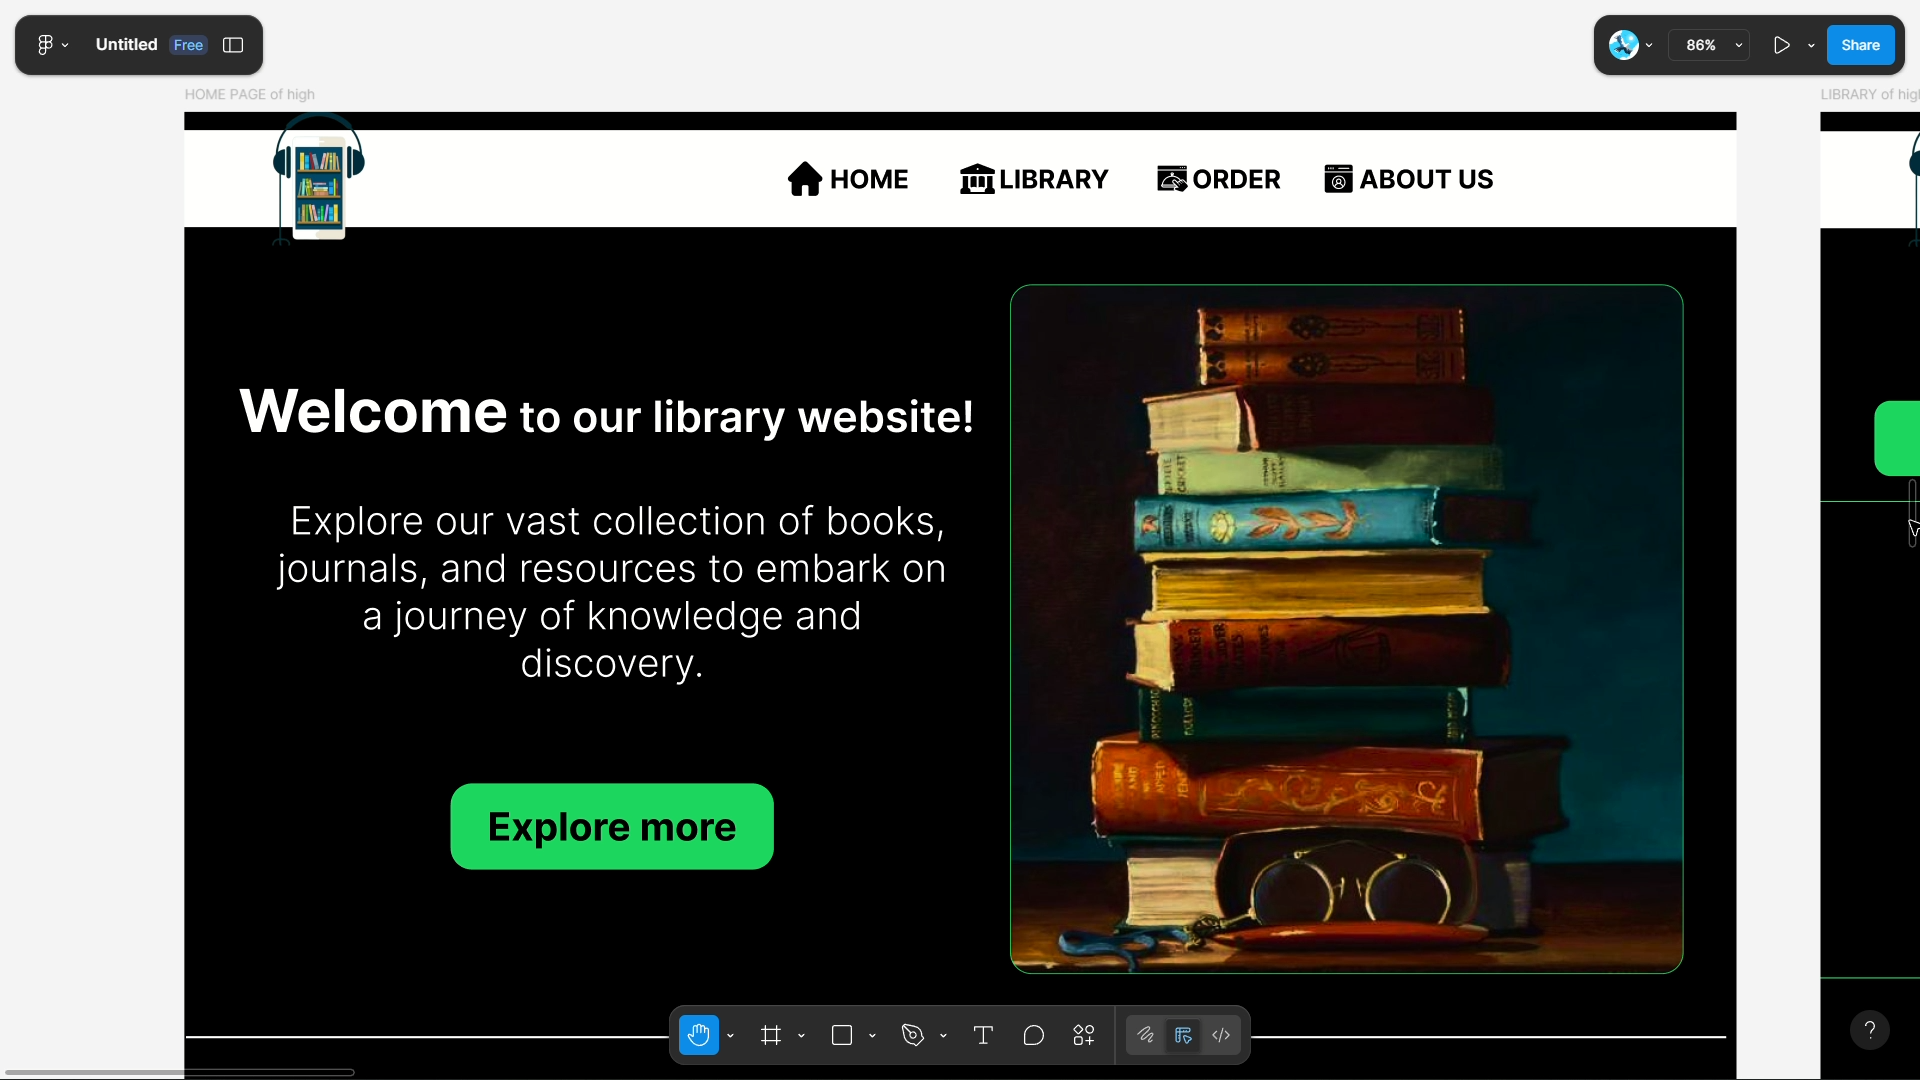 Untitled Free
86% Share
HOME PAGE of high
LIBRARY of high
HOME LIBRARY ORDER ABOUT US
Welcome to our library website!
Explore our vast collection of books,
journals, and resources to embark on
a journey of knowledge and
discovery.
Explore more